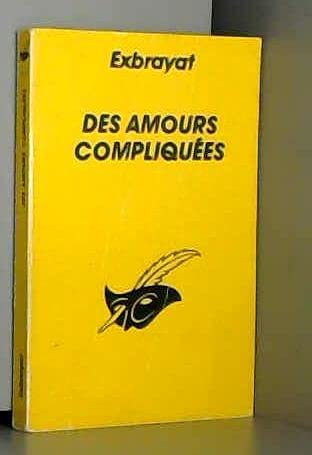 Exbrayat
DES AMOURS
COMPLIQUÉES